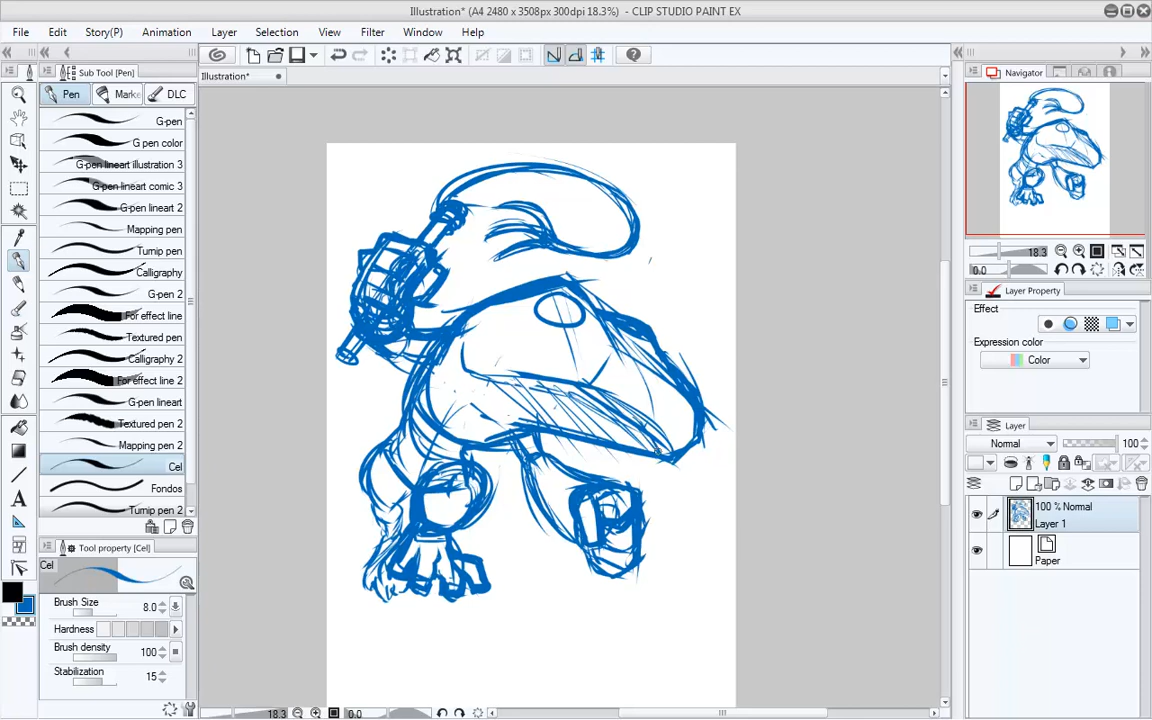 Illustration* (A4 2480 x 3508px 300dpi 18.3%)  - CLIP STUDIO PAINT EX
File Edit Story(P) Animation Layer Selection View Filter Window Help
Illustration*
Sub Tool [Pen]
Pen Marke DLC
G-pen
G pen color
G-pen lineart illustration 3
G-pen lineart comic 3
G-pen lineart 2
Mapping pen
Turnip pen
Calligraphy
G-pen 2
For effect line
Textured pen
Calligraphy 2
For effect line 2
G-pen lineart
Textured pen 2
Mapping pen 2
Cel
Fondos
Turnip pen 2
Tool property [Cel]
Cel
Brush Size 8.0
Hardness
Brush density 100
Stabilization 15
18.3 0.0
Navigator
18.3
0.0
Layer Property
Effect
Expression color
Color
Layer
Normal 100
100 % Normal
Layer 1
Paper